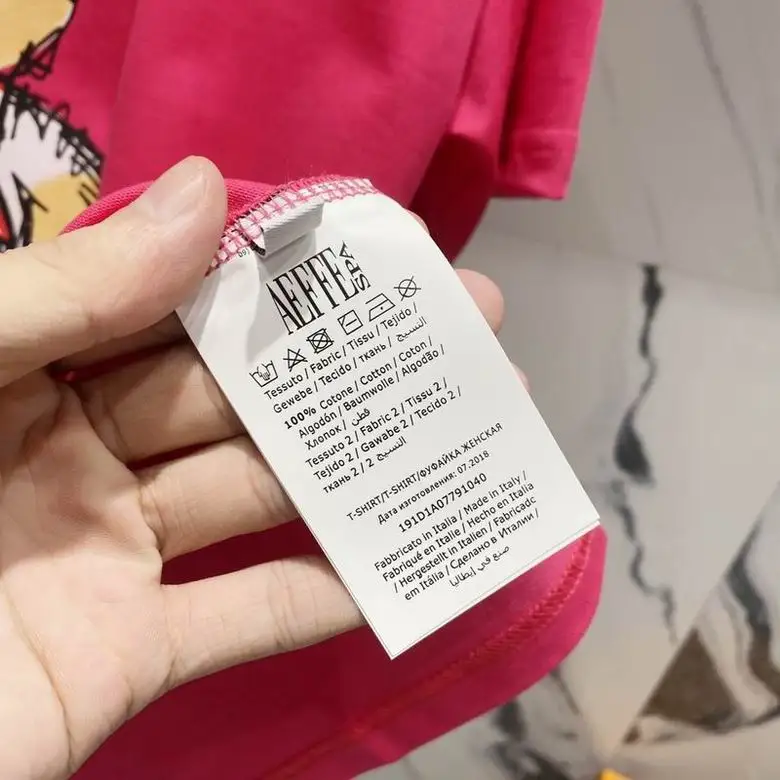 AEFFE SPA
Tessuto / Fabric / Tissu / Tejido /
Gewebe / Tecido / ткань / النسيج
100% Cotone / Cotton / Coton /
Algodón / Baumwolle / Algodão /
Хлопок / قطن
Tessuto 2 / Fabric 2 / Tissu 2 /
Tejido 2 / Gawabe 2 / Tecido 2 /
ткань 2 / 2 النسيج
T-SHIRT/T-SHIRT/ФУФАЙКА ЖЕНСКАЯ
Дата изготовления: 07.2018
191D1A07791040
Fabbricato in Italia / Made in Italy /
Fabriqué en Italie / Hecho en Italia
/ Hergestellt in Italien / Fabricadc
em Itália / Сделано в Италии /
صنع في إيطاليا